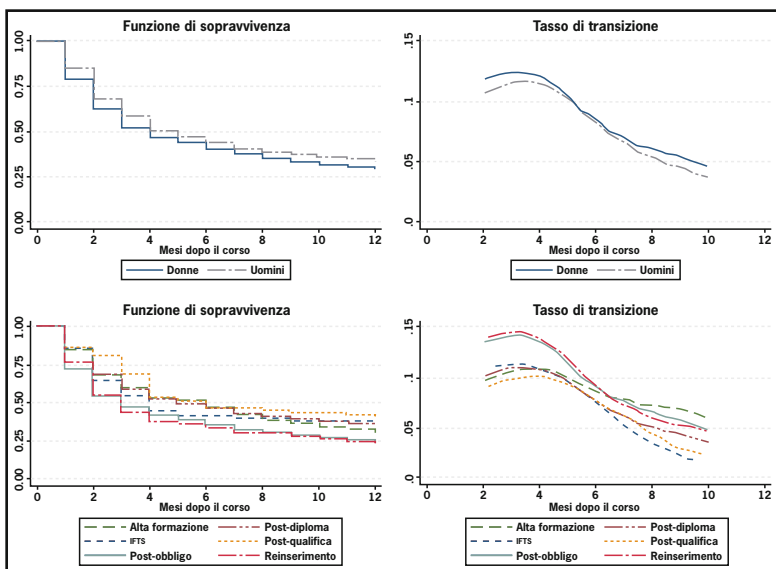 Funzione di sopravvivenza
1.00
0.75
0.50
0.25
0.00
0 2 4 6 8 10 12
Mesi dopo il corso
Donne Uomini
Tasso di transizione
.15
.1
.05
.0
0 2 4 6 8 10 12
Mesi dopo il corso
Donne Uomini
Funzione di sopravvivenza
1.00
0.75
0.50
0.25
0.00
0 2 4 6 8 10 12
Mesi dopo il corso
Alta formazione Post-diploma
IFTS Post-qualifica
Post-obbligo Reinserimento
Tasso di transizione
.15
.1
.05
.0
0 2 4 6 8 10 12
Mesi dopo il corso
Alta formazione Post-diploma
IFTS Post-qualifica
Post-obbligo Reinserimento